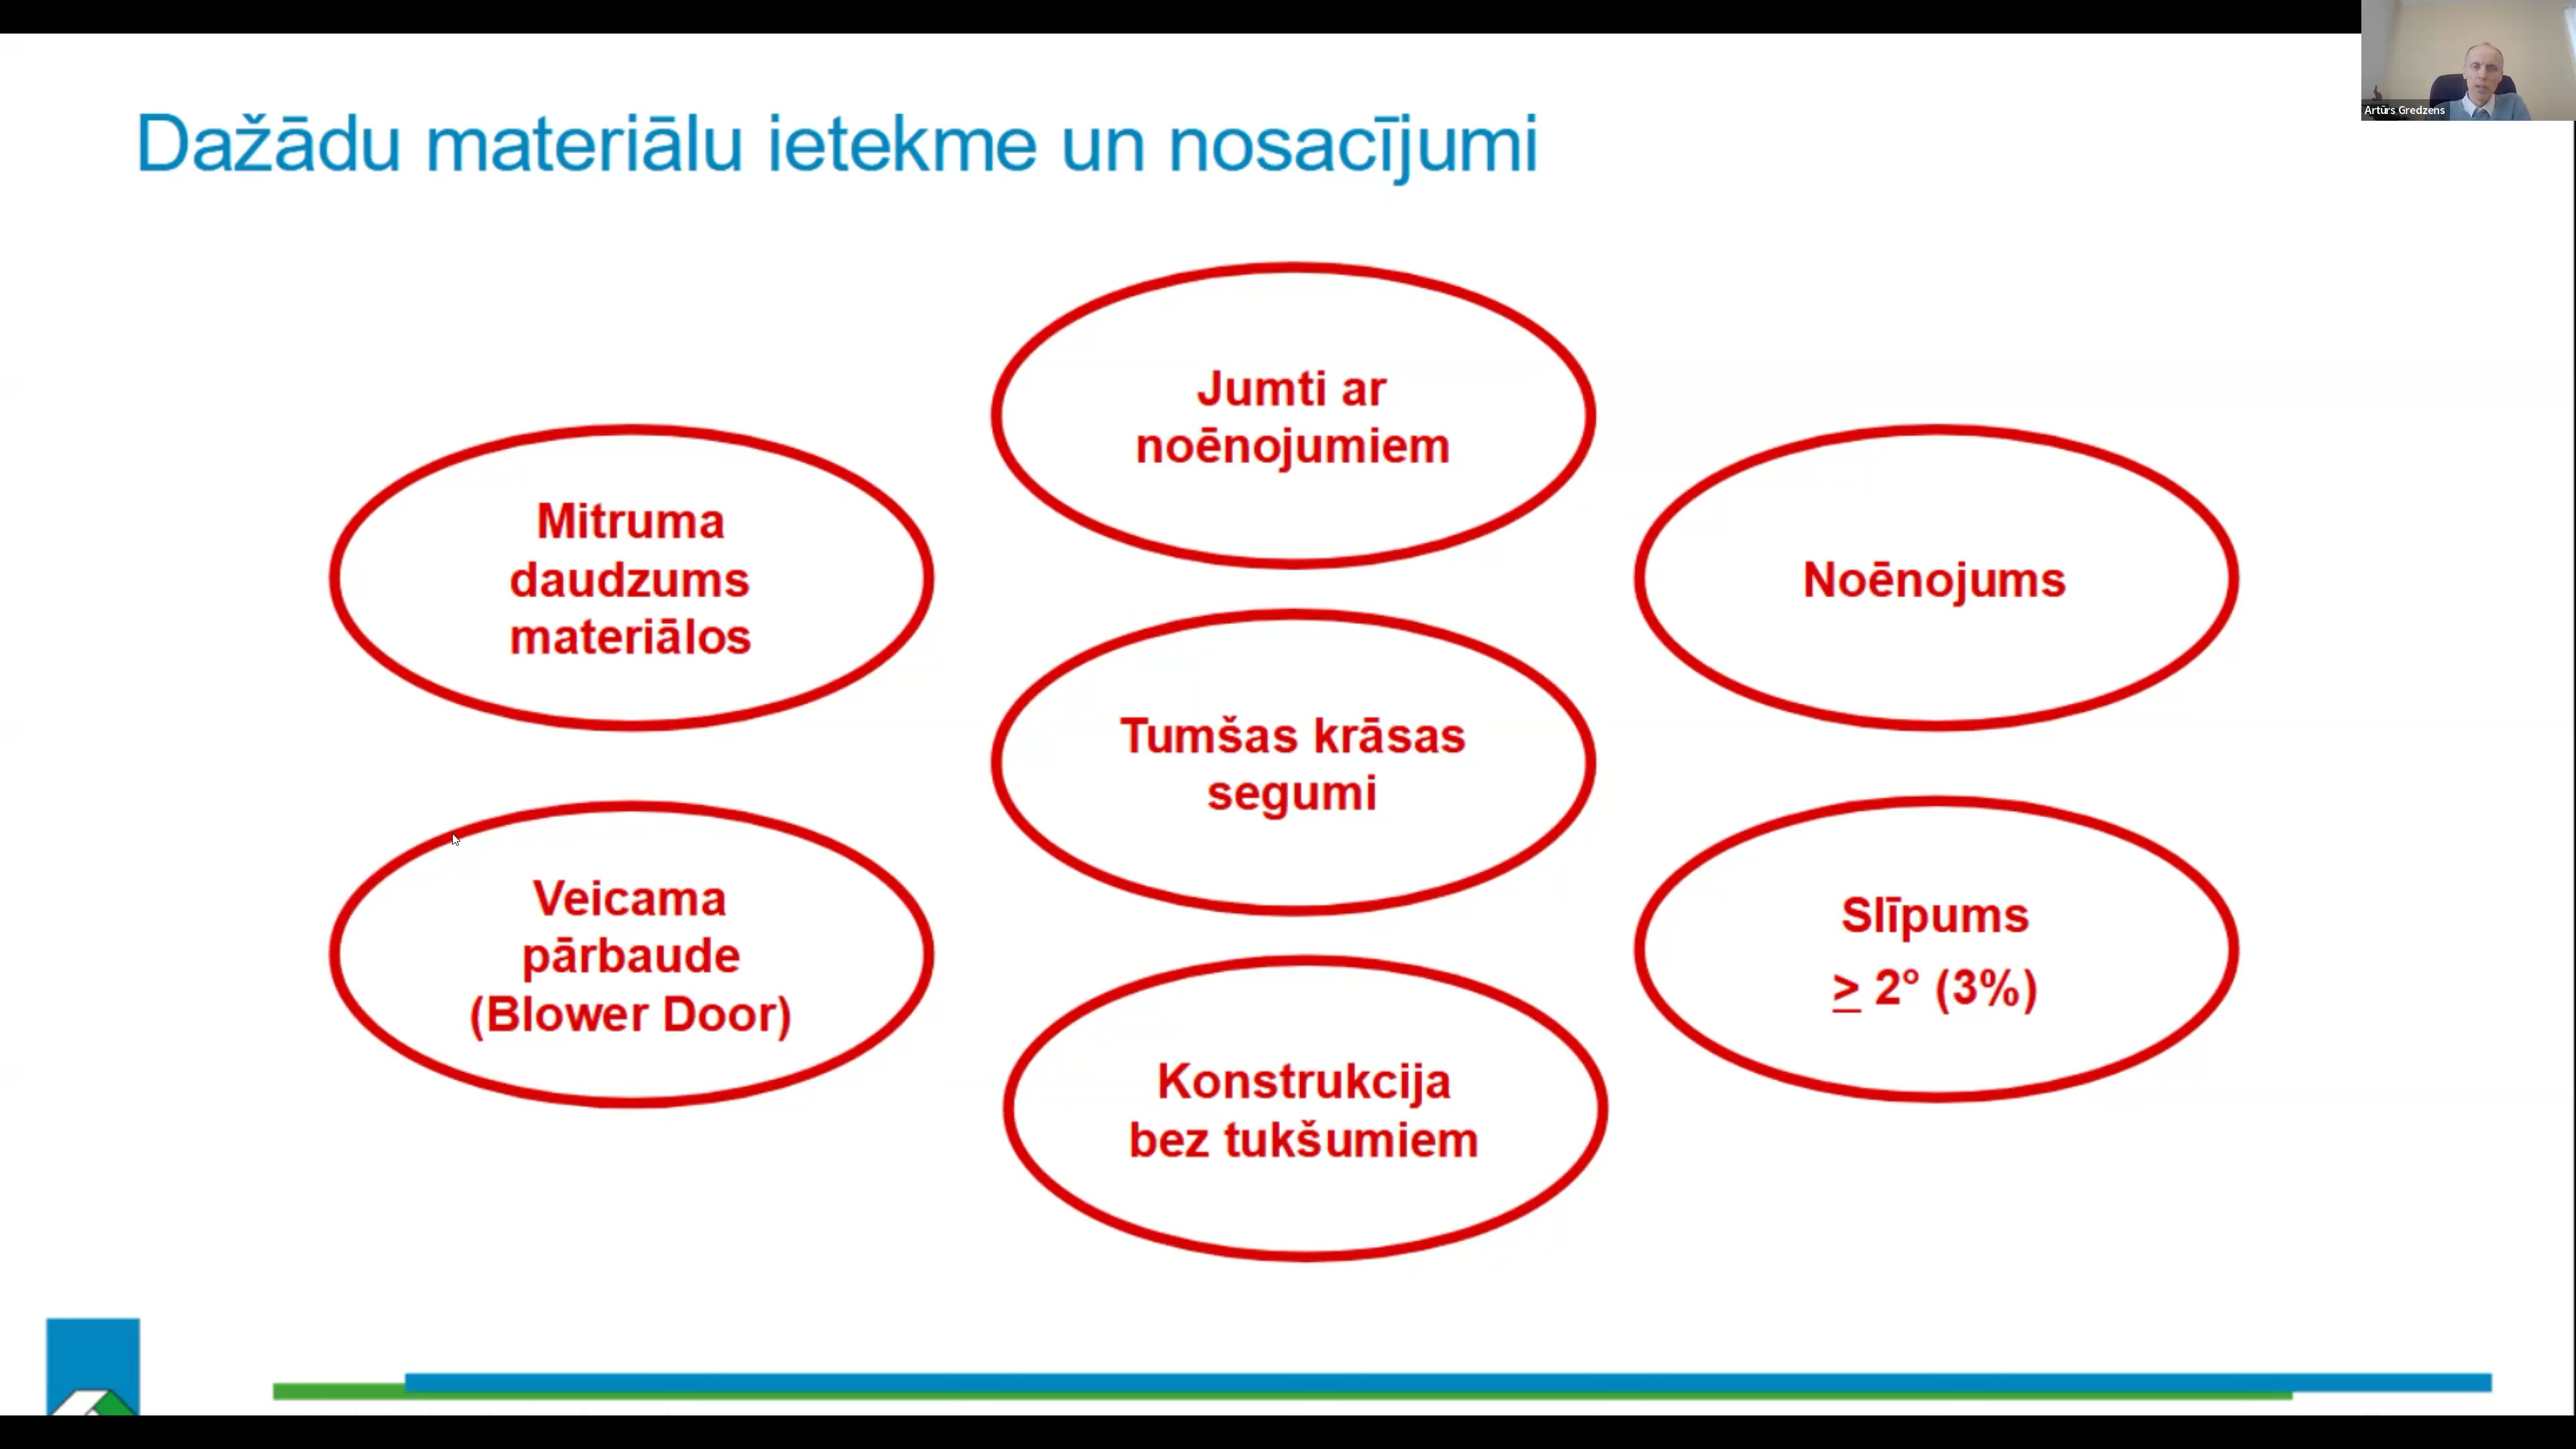 Artūrs Gredzens
Dažādu materiālu ietekme un nosacījumi
Jumti ar
noēnojumiem
Mitruma
daudzums
materiālos
Noēnojums
Tumšas krāsas
segumi
Veicama
pārbaude
(Blower Door)
Slīpums
≥ 2° (3%)
Konstrukcija
bez tukšumiem